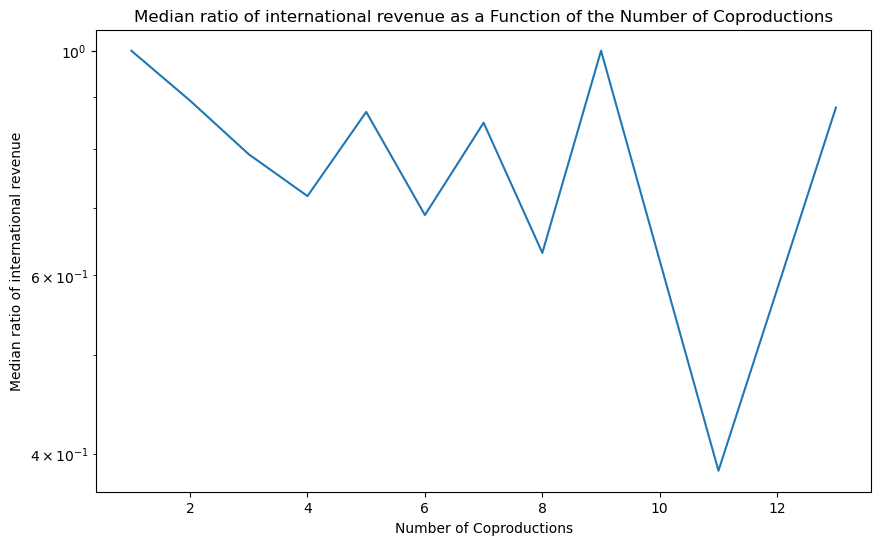 Median ratio of international revenue as a Function of the Number of Coproductions
Median ratio of international revenue
10⁰
6 × 10⁻¹
4 × 10⁻¹
2 4 6 8 10 12
Number of Coproductions